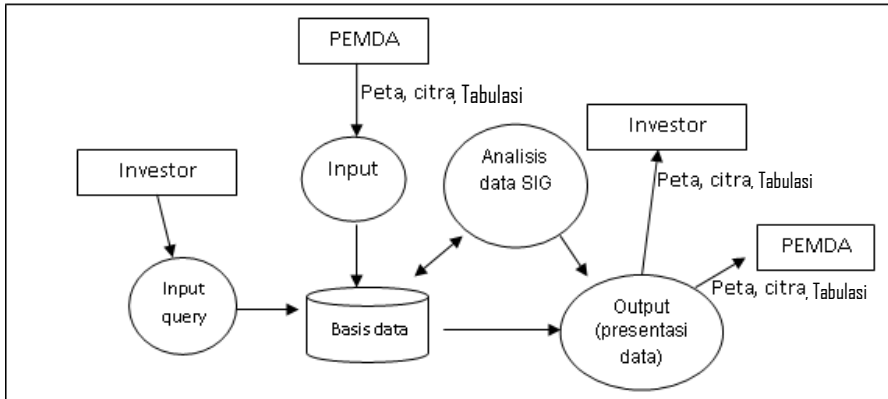 PEMDA
Peta, citra, Tabulasi
Investor
Input
Analisis
data SIG
Investor
Peta, citra, Tabulasi
PEMDA
Peta, citra, Tabulasi
Input
query
Basis data
Output
(presentasi
data)